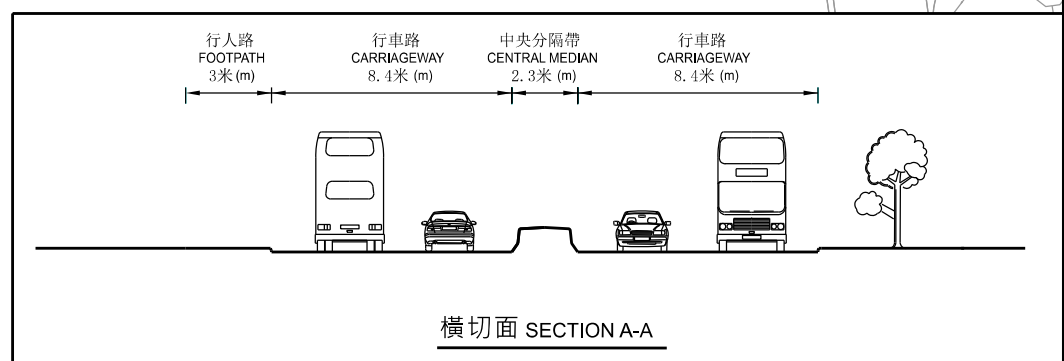 行人路
FOOTPATH
3米 (m)
行車路
CARRIAGEWAY
8.4米 (m)
中央分隔帶
CENTRAL MEDIAN
2.3米 (m)
行車路
CARRIAGEWAY
8.4米 (m)
橫切面 SECTION A-A